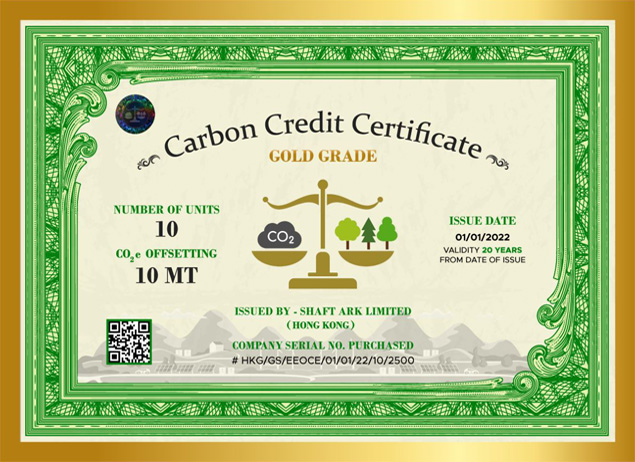 Carbon Credit Certificate
GOLD GRADE
NUMBER OF UNITS
10
CO2e OFFSETTING
10 MT
CO2
ISSUE DATE
01/01/2022
VALIDITY 20 YEARS
FROM DATE OF ISSUE
ISSUED BY - SHAFT ARK LIMITED
(HONG KONG)
COMPANY SERIAL NO. PURCHASED
# HKG/GS/EEOCE/01/01/22/10/2500